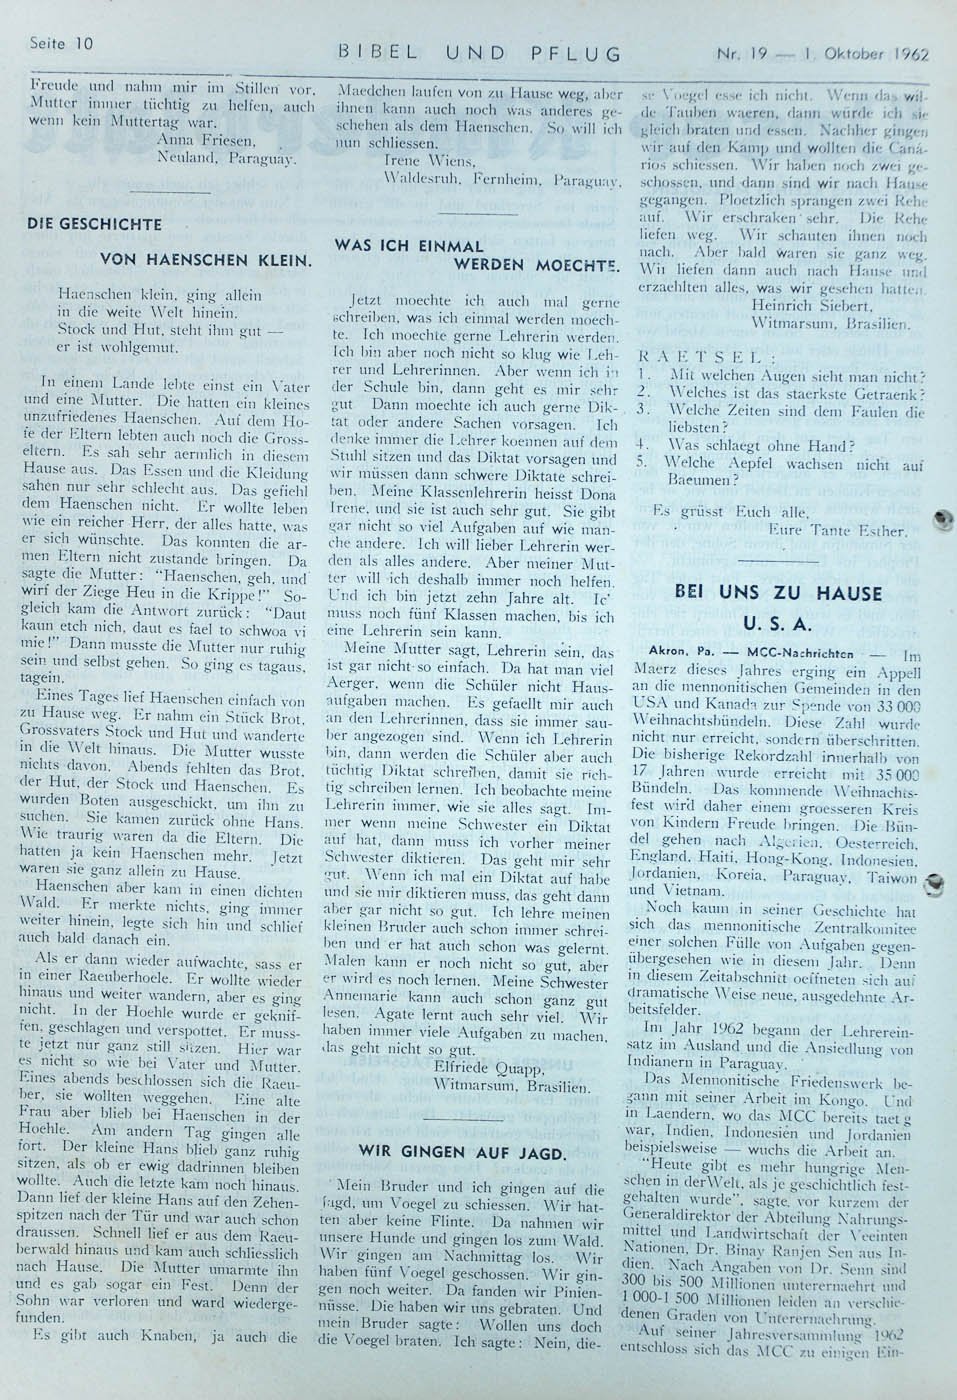 Seite 10
BIBEL UND PFLUG
Nr. 19 — 1. Oktober 1962
Freude und nahm mir im Stillen vor,
Mutter immer tüchtig zu helfen, auch
wenn kein Muttertag war.
Anna Friesen,
Neuland, Paraguay.
DIE GESCHICHTE
VON HAENSCHEN KLEIN.
Haenschen klein, ging allein
in die weite Welt hinein.
Stock und Hut, steht ihm gut —
er ist wohlgemut.
In einem Lande lebte einst ein Vater
und eine Mutter. Die hatten ein kleines
unzufriedenes Haenschen. Auf dem Ho-
fe der Eltern lebten auch noch die Gross-
eltern. Es sah sehr aermlich in diesem
Hause aus. Das Essen und die Kleidung
sahen nur sehr schlecht aus. Das gefiehl
dem Haenschen nicht. Er wollte leben
wie ein reicher Herr, der alles hatte, was
er sich wünschte. Das konnten die ar-
men Eltern nicht zustande bringen. Da
sagte die Mutter: "Haenschen, geh, und
wirf der Ziege Heu in die Krippe!" So-
gleich kam die Antwort zurück: "Daut
kaun etch nich, daut es fael to schwoa vi
mie!" Dann musste die Mutter nur ruhig
sein und selbst gehen. So ging es tagaus,
tagein.
Eines Tages lief Haenschen einfach von
zu Hause weg. Er nahm ein Stück Brot,
Grossvaters Stock und Hut und wanderte
in die Welt hinaus. Die Mutter wusste
nichts davon. Abends fehlten das Brot,
der Hut, der Stock und Haenschen. Es
wurden Boten ausgeschickt, um ihn zu
suchen. Sie kamen zurück ohne Hans.
Wie traurig waren da die Eltern. Die
hatten ja kein Haenschen mehr. Jetzt
waren sie ganz allein zu Hause.
Haenschen aber kam in einen dichten
Wald. Er merkte nichts, ging immer
weiter hinein, legte sich hin und schlief
auch bald danach ein.
Als er dann wieder aufwachte, sass er
in einer Raeuberhoele. Er wollte wieder
hinaus und weiter wandern, aber es ging
nicht. In der Hoehle wurde er geknif-
fen, geschlagen und verspottet. Er muss-
te jetzt nur ganz still sitzen. Hier war
es nicht so wie bei Vater und Mutter.
Eines abends beschlossen sich die Raeu-
ber, sie wollten weggehen. Eine alte
Frau aber blieb bei Haenschen in der
Hoehle. Am andern Tag gingen alle
fort. Der kleine Hans blieb ganz ruhig
sitzen, als ob er ewig dadrinnen bleiben
wollte. Auch die letzte kam noch hinaus.
Dann lief der kleine Hans auf den Zehen-
spitzen nach der Tür und war auch schon
draussen. Schnell lief er aus dem Raeu-
berwald hinaus und kam auch schliesslich
nach Hause. Die Mutter umarmte ihn
und es gab sogar ein Fest. Denn der
Sohn war verloren und ward wiederge-
funden.
Es gibt auch Knaben, ja auch die
Maedchen laufen von zu Hause weg, aber
ihnen kann auch noch was anderes ge-
schehen als dem Haenschen. So will ich
nun schliessen.
Irene Wiens,
Waldesruh, Fernheim, Paraguay.
WAS ICH EINMAL
WERDEN MOECHTE.
Jetzt moechte ich auch mal gerne
schreiben, was ich einmal werden moech-
te. Ich moechte gerne Lehrerin werden.
Ich bin aber noch nicht so klug wie Leh-
rer und Lehrerinnen. Aber wenn ich in
der Schule bin, dann geht es mir sehr
gut Dann moechte ich auch gerne Dik-
tat oder andere Sachen vorsagen. Ich
denke immer die Lehrer koennen auf dem
Stuhl sitzen und das Diktat vorsagen und
wir müssen dann schwere Diktate schrei-
ben. Meine Klassenlehrerin heisst Dona
Irene, und sie ist auch sehr gut. Sie gibt
gar nicht so viel Aufgaben auf wie man-
che andere. Ich will lieber Lehrerin wer-
den als alles andere. Aber meiner Mut-
ter will ich deshalb immer noch helfen.
Und ich bin jetzt zehn Jahre alt. Ic'
muss noch fünf Klassen machen, bis ich
eine Lehrerin sein kann.
Meine Mutter sagt, Lehrerin sein, das
ist gar nicht so einfach. Da hat man viel
Aerger, wenn die Schüler nicht Haus-
aufgaben machen. Es gefaellt mir auch
an den Lehrerinnen, dass sie immer sau-
ber angezogen sind. Wenn ich Lehrerin
bin, dann werden die Schüler aber auch
tüchtig Diktat schreiben, damit sie rich-
tig schreiben lernen. Ich beobachte meine
Lehrerin immer, wie sie alles sagt. Im-
mer wenn meine Schwester ein Diktat
auf hat, dann muss ich vorher meiner
Schwester diktieren. Das geht mir sehr
gut. Wenn ich mal ein Diktat auf habe
und sie mir diktieren muss, das geht dann
aber gar nicht so gut. Ich lehre meinen
kleinen Bruder auch schon immer schrei-
ben und er hat auch schon was gelernt.
Malen kann er noch nicht so gut, aber
er wird es noch lernen. Meine Schwester
Annemarie kann auch schon ganz gut
lesen. Agate lernt auch sehr viel. Wir
haben immer viele Aufgaben zu machen,
das geht nicht so gut.
Elfriede Quapp,
Witmarsum, Brasilien.
WIR GINGEN AUF JAGD.
Mein Bruder und ich gingen auf die
Jagd, um Voegel zu schiessen. Wir hat-
ten aber keine Flinte. Da nahmen wir
unsere Hunde und gingen los zum Wald.
Wir gingen am Nachmittag los. Wir
haben fünf Voegel geschossen. Wir gin-
gen noch weiter. Da fanden wir Pinien-
nüsse. Die haben wir uns gebraten. Und
mein Bruder sagte: Wollen uns doch
die Voegel braten. Ich sagte: Nein, die-
se Voegel esse ich nicht. Wenn das wil-
de Tauben waeren, dann würde ich sie
gleich braten und essen. Nachher gingen
wir auf den Kamp und wollten die Caná-
rios schiessen. Wir haben noch zwei ge-
schossen, und dann sind wir nach Hause
gegangen. Ploetzlich sprangen zwei Rehe
auf. Wir erschraken sehr. Die Rehe
liefen weg. Wir schauten ihnen noch
nach. Aber bald waren sie ganz weg.
Wir liefen dann auch nach Hause und
erzaehlten alles, was wir gesehen hatten.
Heinrich Siebert,
Witmarsum, Brasilien.
RAETSEL:
1. Mit welchen Augen sieht man nicht?
2. Welches ist das staerkste Getraenk?
3. Welche Zeiten sind dem Faulen die
liebsten?
4. Was schlaegt ohne Hand?
5. Welche Aepfel wachsen nicht auf
Baeumen?
Es grüsst Euch alle,
Eure Tante Esther.
BEI UNS ZU HAUSE
U. S. A.
Akron, Pa. — MCC-Nachrichten — Im
Maerz dieses Jahres erging ein Appell
an die mennonitischen Gemeinden in den
USA und Kanada zur Spende von 33 000
Weihnachtsbündeln. Diese Zahl wurde
nicht nur erreicht, sondern überschritten.
Die bisherige Rekordzahl innerhalb von
17 Jahren wurde erreicht mit 35 000
Bündeln. Das kommende Weihnachts-
fest wird daher einem groesseren Kreis
von Kindern Freude bringen. Die Bün-
del gehen nach Algerien, Oesterreich,
England, Haiti, Hong-Kong, Indonesien,
Jordanien, Koreia, Paraguay, Taiwon
und Vietnam.
Noch kaum in seiner Geschichte hat
sich das mennonitische Zentralkomitee
einer solchen Fülle von Aufgaben gegen-
übergesehen wie in diesem Jahr. Denn
in diesem Zeitabschnitt oeffneten sich auf
dramatische Weise neue, ausgedehnte Ar-
beitsfelder.
Im Jahr 1962 begann der Lehrerein-
satz im Ausland und die Ansiedlung von
Indianern in Paraguay.
Das Mennonitische Friedenswerk be-
gann mit seiner Arbeit im Kongo. Und
in Laendern, wo das MCC bereits taet g
war, Indien, Indonesien und Jordanien
beispielsweise — wuchs die Arbeit an.
"Heute gibt es mehr hungrige Men-
schen in derWelt, als je geschichtlich fest-
gehalten wurde", sagte vor kurzem der
Generaldirektor der Abteilung Nahrungs-
mittel und Landwirtschaft der Veeinten
Nationen, Dr. Binay Ranjen Sen aus In-
dien. Nach Angaben von Dr. Senn sind
300 bis 500 Millionen unterernaehrt und
1 000-1 500 Millionen leiden an verschie-
denen Graden von Unterernaehrung.
Auf seiner Jahresversammlung 1962
entschloss sich das MCC zu einigen Ein-